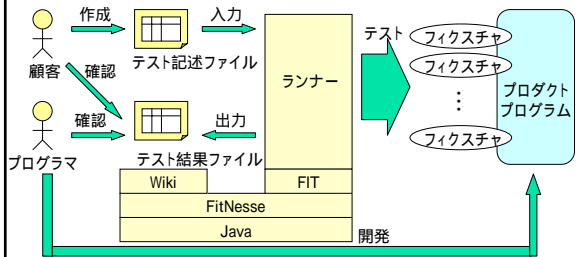 作成
入力
テスト
フィクスチャ
顧客
テスト記述ファイル
確認
ランナー
フィクスチャ
プロダクト
プログラム
⋮
確認
出力
フィクスチャ
プログラマ
テスト結果ファイル
Wiki
FIT
FitNesse
Java
開発